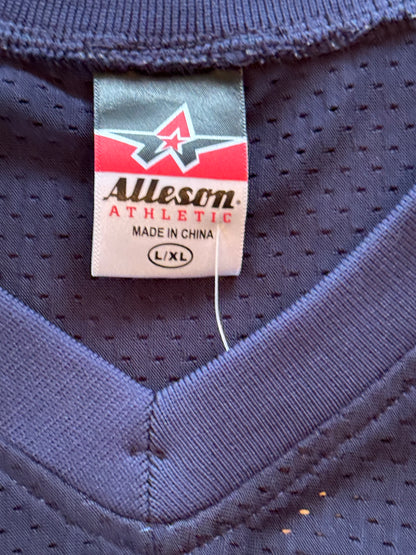 Alleson
ATHLETIC
MADE IN CHINA
L/XL